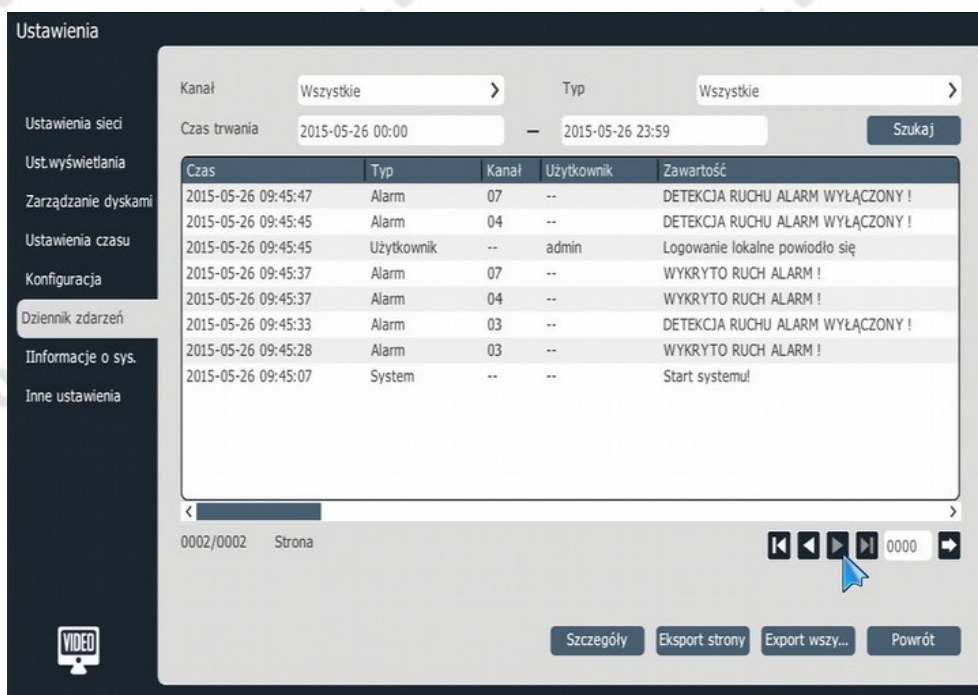 Ustawienia
Kanał Wszystkie Typ Wszystkie
Czas trwania 2015-05-26 00:00 – 2015-05-26 23:59 Szukaj
Ustawienia sieci
Ust.wyświetlania
Zarządzanie dyskami
Ustawienia czasu
Konfiguracja
Dziennik zdarzeń
IInformacje o sys.
Inne ustawienia
Czas Typ Kanał Użytkownik Zawartość
2015-05-26 09:45:47 Alarm 07 -- DETEKCJA RUCHU ALARM WYŁĄCZONY !
2015-05-26 09:45:45 Alarm 04 -- DETEKCJA RUCHU ALARM WYŁĄCZONY !
2015-05-26 09:45:45 Użytkownik -- admin Logowanie lokalne powiodło się
2015-05-26 09:45:37 Alarm 07 -- WYKRYTO RUCH ALARM !
2015-05-26 09:45:37 Alarm 04 -- WYKRYTO RUCH ALARM !
2015-05-26 09:45:33 Alarm 03 -- DETEKCJA RUCHU ALARM WYŁĄCZONY !
2015-05-26 09:45:28 Alarm 03 -- WYKRYTO RUCH ALARM !
2015-05-26 09:45:07 System -- -- Start systemu!
0002/0002 Strona 0000
VIDEO
Szczegóły Eksport strony Export wszy... Powrót